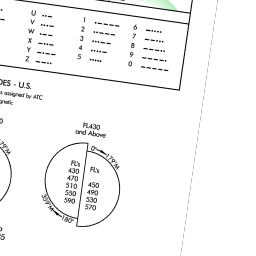 U ··–
V ···–
W ·––
X –··–
Y –·––
Z ––··
1 ·––––
2 ··–––
3 ···––
4 ····–
5 ·····
6 –····
7 ––···
8 –––··
9 ––––·
0 –––––
DES - U.S.
assigned by ATC
FL430
and Above
0°
179°M
FL's
430
470
510
550
590
FL's
450
490
530
570
359°M
180°